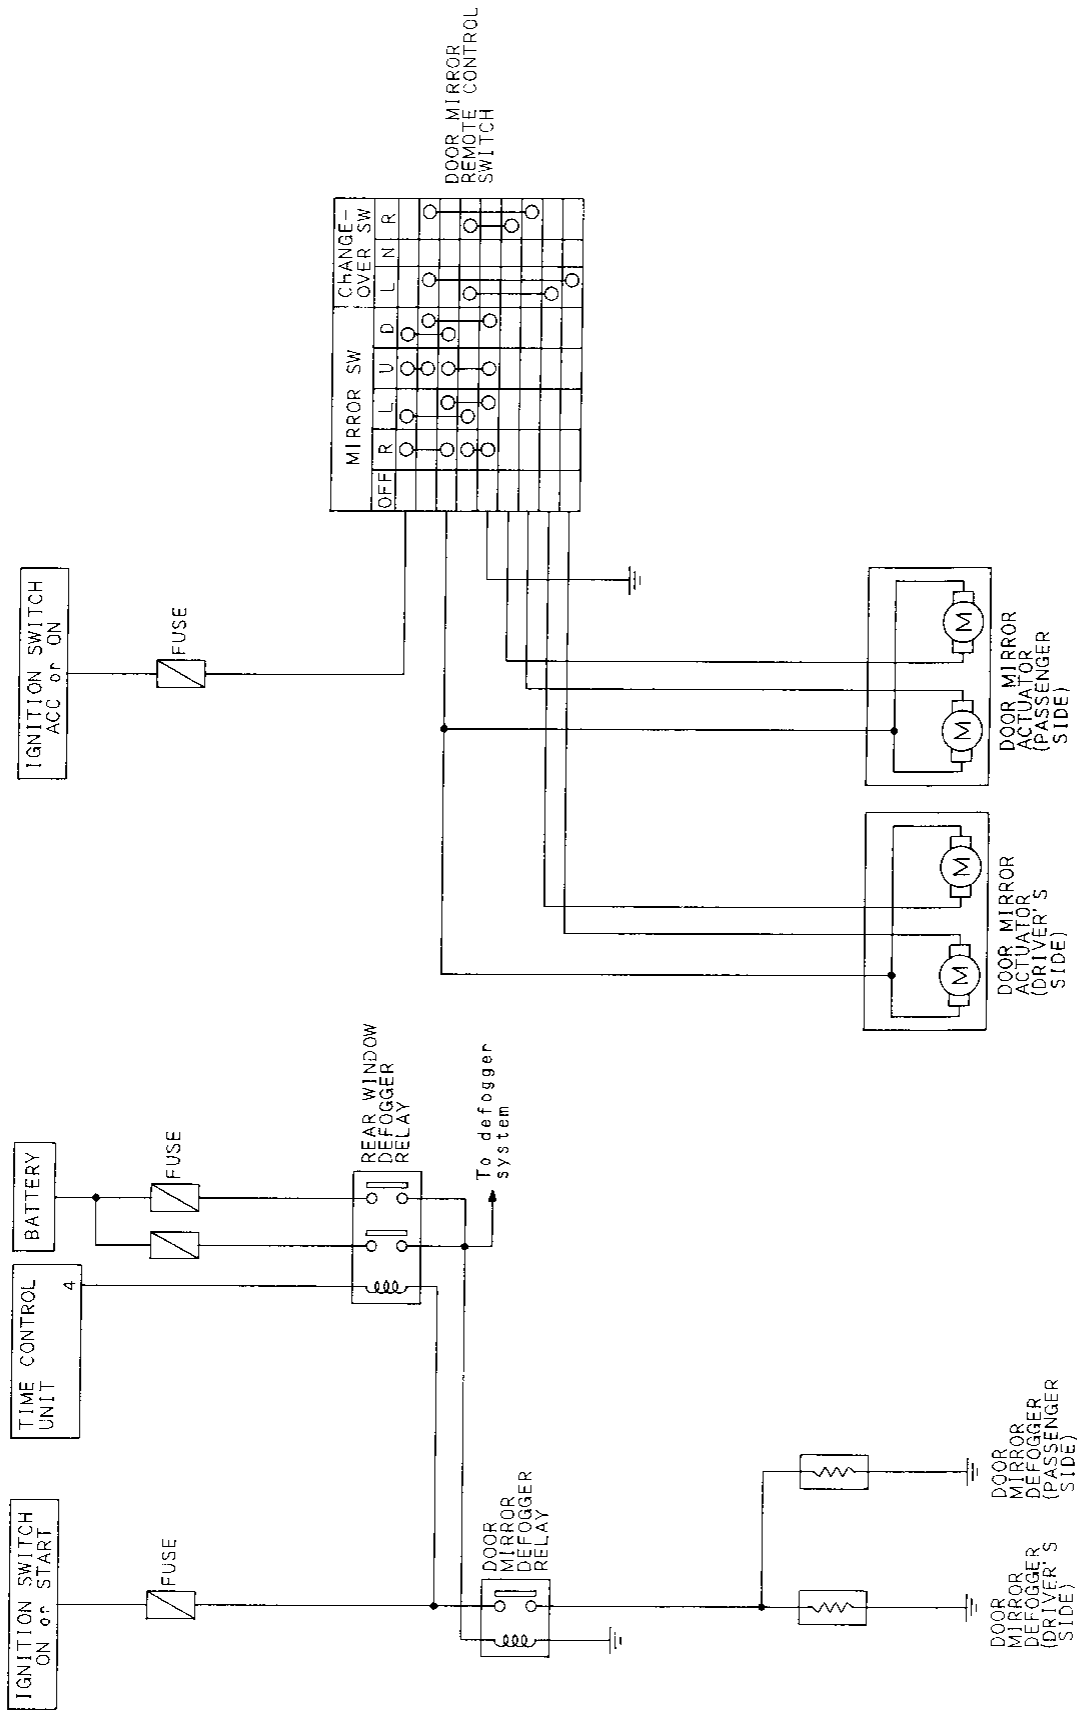 IGNITION SWITCH
ON or START
FUSE
TIME CONTROL
UNIT
4
BATTERY
FUSE
REAR WINDOW
DEFOGGER
RELAY
To defogger
system
DOOR
MIRROR
DEFOGGER
RELAY
DOOR
MIRROR
DEFOGGER
(DRIVER'S
SIDE)
DOOR
MIRROR
DEFOGGER
(PASSENGER
SIDE)
IGNITION SWITCH
ACC or ON
FUSE
MIRROR SW
CHANGE-
OVER SW
OFF R L U D L N R
DOOR MIRROR
REMOTE CONTROL
SWITCH
M
M
DOOR MIRROR
ACTUATOR
(DRIVER'S
SIDE)
M
M
DOOR MIRROR
ACTUATOR
(PASSENGER
SIDE)